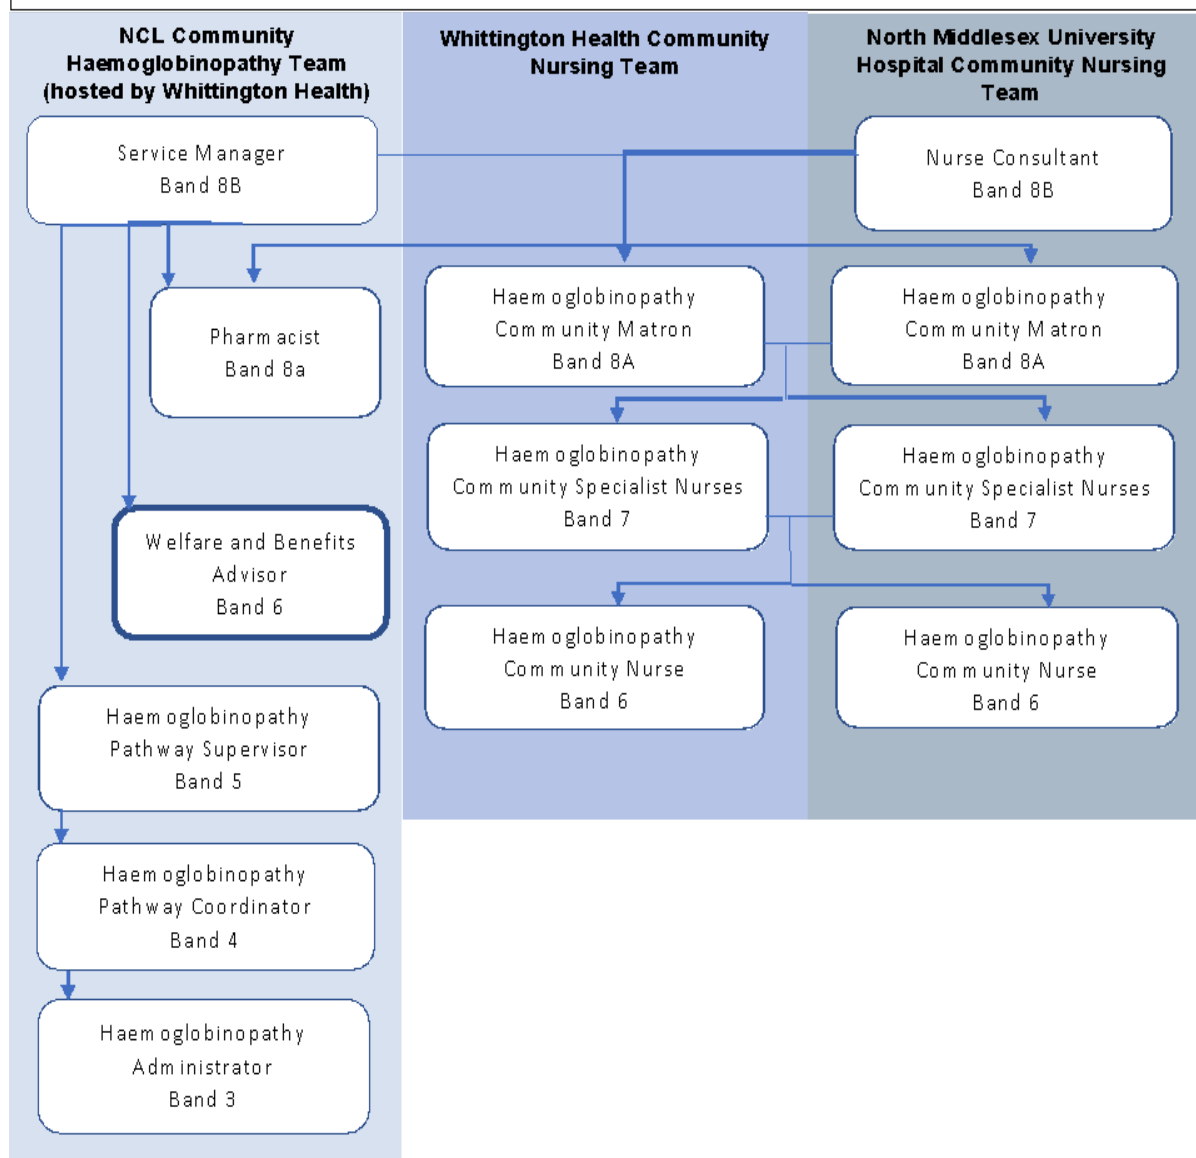 NCL Community
Haemoglobinopathy Team
(hosted by Whittington Health)
Service Manager
Band 8B
Pharmacist
Band 8a
Welfare and Benefits
Advisor
Band 6
Haemoglobinopathy
Pathway Supervisor
Band 5
Haemoglobinopathy
Pathway Coordinator
Band 4
Haemoglobinopathy
Administrator
Band 3
Whittington Health Community
Nursing Team
Haemoglobinopathy
Community Matron
Band 8A
Haemoglobinopathy
Community Specialist Nurses
Band 7
Haemoglobinopathy
Community Nurse
Band 6
North Middlesex University
Hospital Community Nursing
Team
Nurse Consultant
Band 8B
Haemoglobinopathy
Community Matron
Band 8A
Haemoglobinopathy
Community Specialist Nurses
Band 7
Haemoglobinopathy
Community Nurse
Band 6